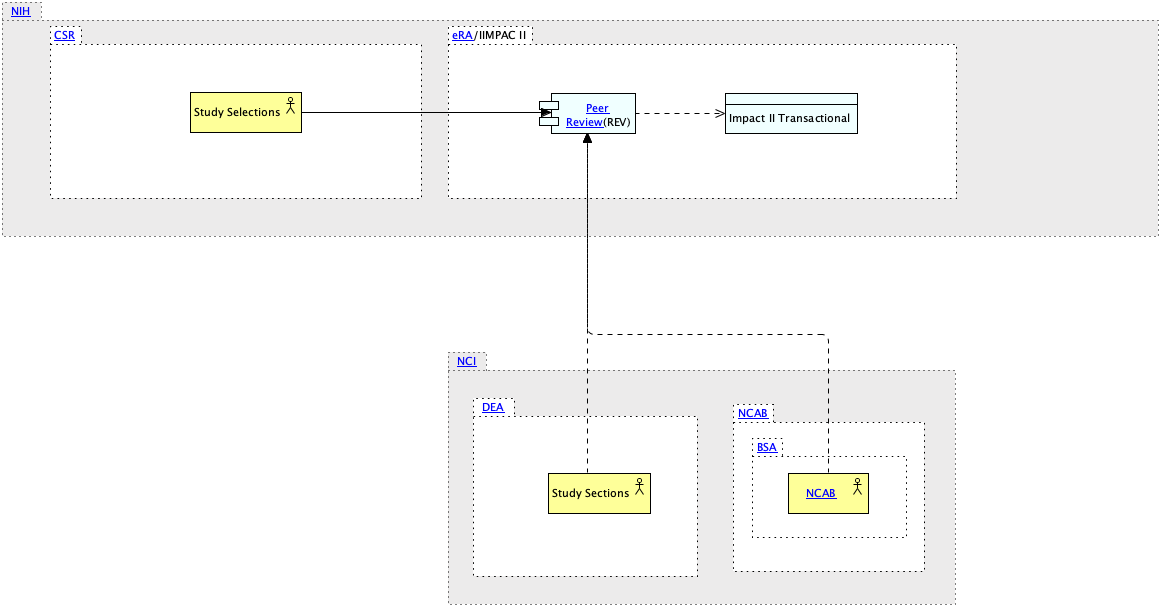 NIH
CSR
eRA/IIMPAC II
Study Selections
Peer
Review(REV)
Impact II Transactional
NCI
DEA
NCAB
BSA
Study Sections
NCAB